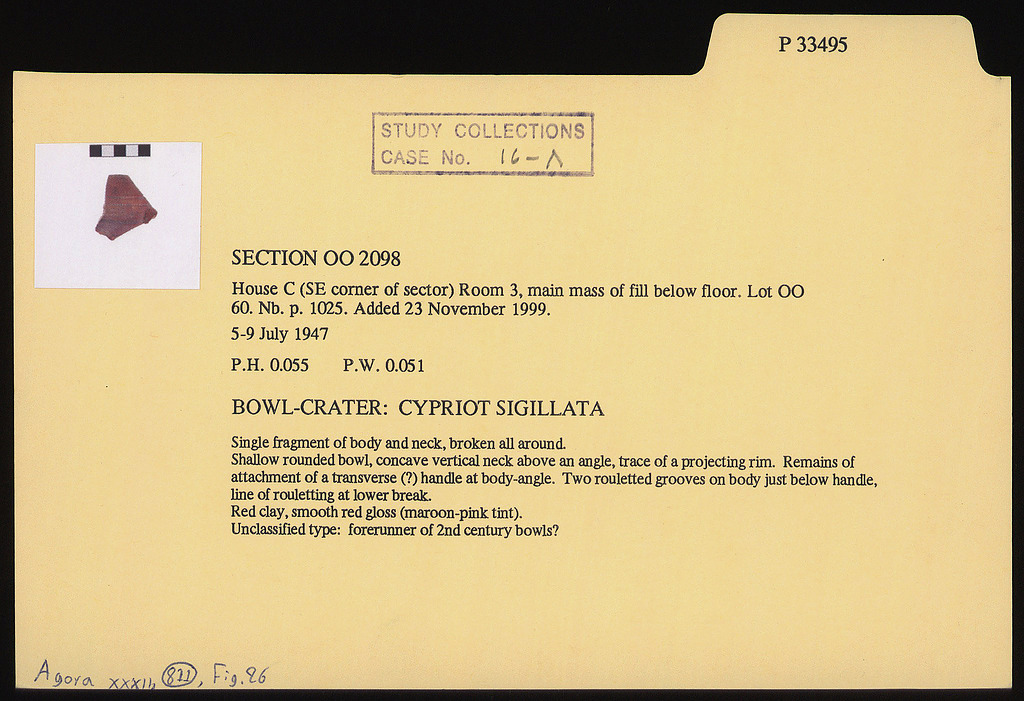 P 33495
STUDY COLLECTIONS
CASE No. 16-A
SECTION OO 2098
House C (SE corner of sector) Room 3, main mass of fill below floor. Lot OO
60. Nb. p. 1025. Added 23 November 1999.
5-9 July 1947
P.H. 0.055 P.W. 0.051
BOWL-CRATER: CYPRIOT SIGILLATA
Single fragment of body and neck, broken all around.
Shallow rounded bowl, concave vertical neck above an angle, trace of a projecting rim. Remains of
attachment of a transverse (?) handle at body-angle. Two rouletted grooves on body just below handle,
line of rouletting at lower break.
Red clay, smooth red gloss (maroon-pink tint).
Unclassified type: forerunner of 2nd century bowls?
Agora Fig. 26